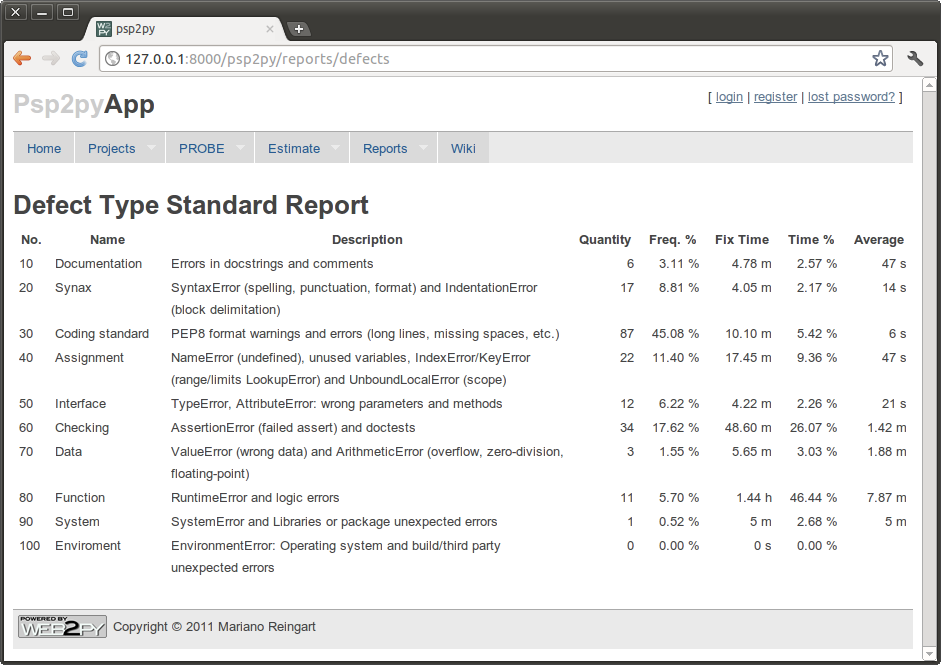 psp2py
127.0.0.1:8000/psp2py/reports/defects
Psp2pyApp
[ login | register | lost password? ]
Home Projects PROBE Estimate Reports Wiki
Defect Type Standard Report
No. Name Description Quantity Freq. % Fix Time Time % Average
10 Documentation Errors in docstrings and comments 6 3.11 % 4.78 m 2.57 % 47 s
20 Synax SyntaxError (spelling, punctuation, format) and IndentationError 17 8.81 % 4.05 m 2.17 % 14 s
(block delimitation)
30 Coding standard PEP8 format warnings and errors (long lines, missing spaces, etc.) 87 45.08 % 10.10 m 5.42 % 6 s
40 Assignment NameError (undefined), unused variables, IndexError/KeyError 22 11.40 % 17.45 m 9.36 % 47 s
(range/limits LookupError) and UnboundLocalError (scope)
50 Interface TypeError, AttributeError: wrong parameters and methods 12 6.22 % 4.22 m 2.26 % 21 s
60 Checking AssertionError (failed assert) and doctests 34 17.62 % 48.60 m 26.07 % 1.42 m
70 Data ValueError (wrong data) and ArithmeticError (overflow, zero-division, 3 1.55 % 5.65 m 3.03 % 1.88 m
floating-point)
80 Function RuntimeError and logic errors 11 5.70 % 1.44 h 46.44 % 7.87 m
90 System SystemError and Libraries or package unexpected errors 1 0.52 % 5 m 2.68 % 5 m
100 Enviroment EnvironmentError: Operating system and build/third party 0 0.00 % 0 s 0.00 %
unexpected errors
POWERED BY
WEB2PY Copyright © 2011 Mariano Reingart